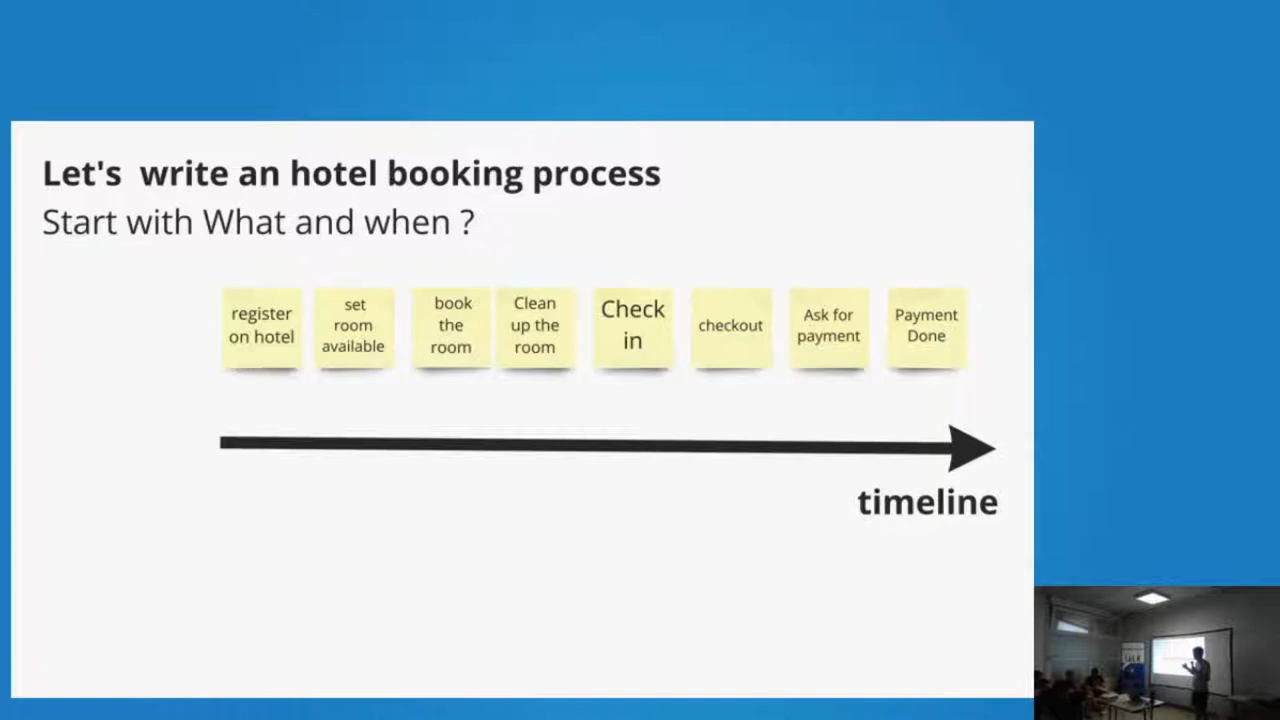 Let's  write an hotel booking process
Start with What and when ?
register
on hotel
set
room
available
book
the
room
Clean
up the
room
Check
in
checkout
Ask for
payment
Payment
Done
timeline
TALK